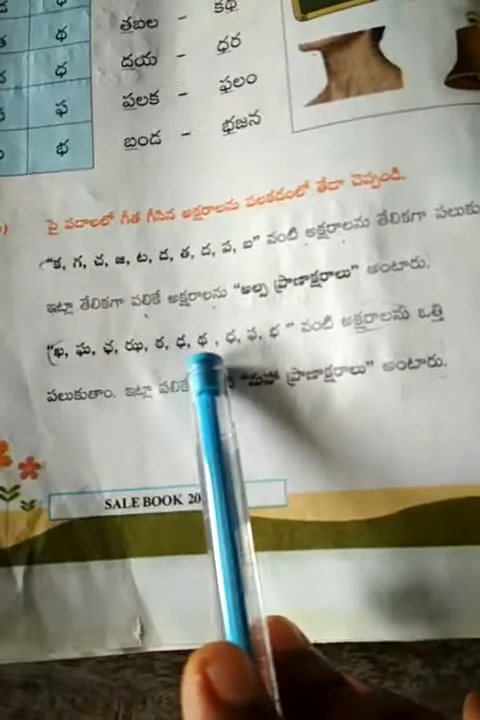 థ
ధ
ఫ
భ
తబల - కథ
దయ - ధర
పలక - ఫలం
బండ - భజన
పై పదాలలో గీత గీసిన అక్షరాలను పలకడంలో తేడా చెప్పండి.
"క, గ, చ, జ, ట, డ, త, ద, ప, బ" వంటి అక్షరాలను తేలికగా పలుకు
ఇట్లా తేలికగా పలికే అక్షరాలను "అల్ప ప్రాణాక్షరాలు" అంటారు.
"ఖ, ఘ, ఛ, ఝ, ఠ, ఢ, థ, ధ, ఫ, భ" వంటి అక్షరాలను ఒత్తి
పలుకుతాం. ఇట్లా పలికే "మహా ప్రాణాక్షరాలు" అంటారు.
SALE BOOK 20